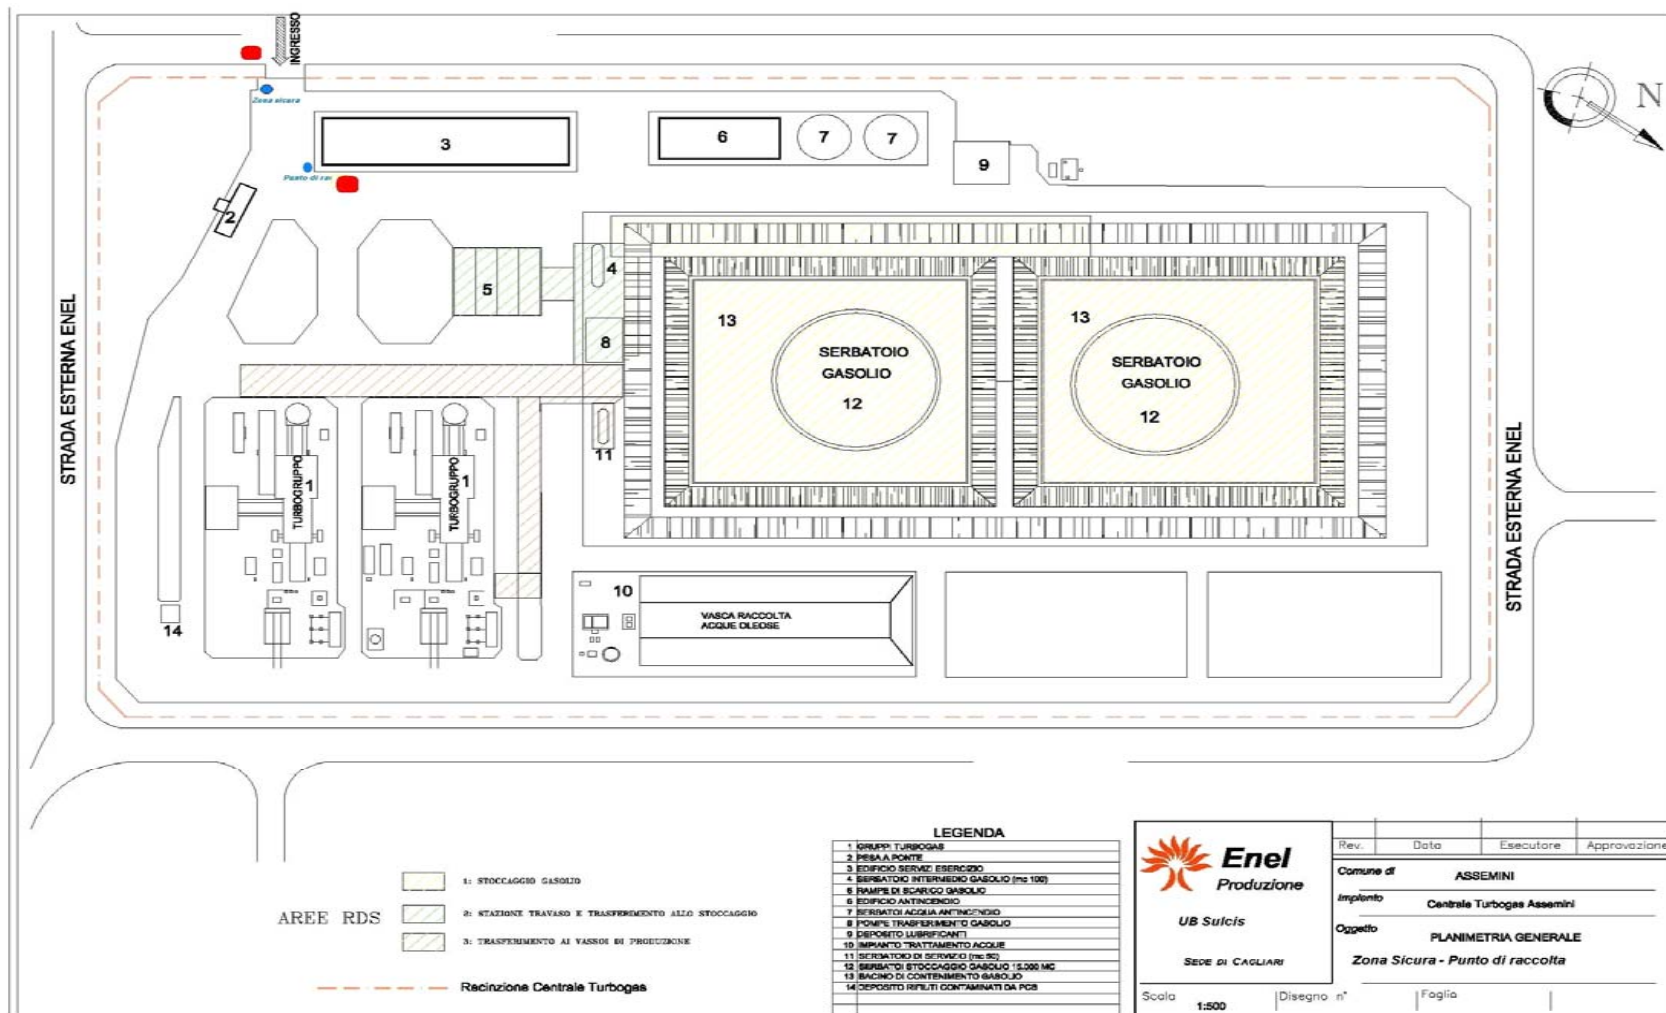 INGRESSO
Zona sicura
N
3
6
7
7
9
Punto di rac
2
4
5
13
13
8
SERBATOIO
GASOLIO
12
SERBATOIO
GASOLIO
12
STRADA ESTERNA ENEL
11
TURBOGRUPPO
1
TURBOGRUPPO
1
STRADA ESTERNA ENEL
10
VASCA RACCOLTA
ACQUE OLEOSE
14
AREE RDS
1: STOCCAGGIO GASOLIO
2: STAZIONE TRAVASO E TRASFERIMENTO ALLO STOCCAGGIO
3: TRASFERIMENTO AI VASSOI DI PRODUZIONE
Recinzione Centrale Turbogas
LEGENDA
1 GRUPPI TURBOGAS
2 PESA A PONTE
3 EDIFICIO SERVIZI ESERCIZIO
4 SERBATOIO INTERMEDIO GASOLIO (mc 100)
5 RAMPE DI SCARICO GASOLIO
6 EDIFICIO ANTINCENDIO
7 SERBATOI ACQUA ANTINCENDIO
8 POMPE TRASFERIMENTO GASOLIO
9 DEPOSITO LUBRIFICANTI
10 IMPIANTO TRATTAMENTO ACQUE
11 SERBATOIO DI SERVIZIO (mc 50)
12 SERBATOI STOCCAGGIO GASOLIO 15.000 MC
13 BACINO DI CONTENIMENTO GASOLIO
14 DEPOSITO RIFIUTI CONTAMINATI DA PCB
Enel
Produzione
UB Sulcis
SEDE DI CAGLIARI
Rev. Data Esecutore Approvazione
Comune di ASSEMINI
Impianto Centrale Turbogas Assemini
Oggetto PLANIMETRIA GENERALE
Zona Sicura - Punto di raccolta
Scala 1:500 Disegno n° Foglio